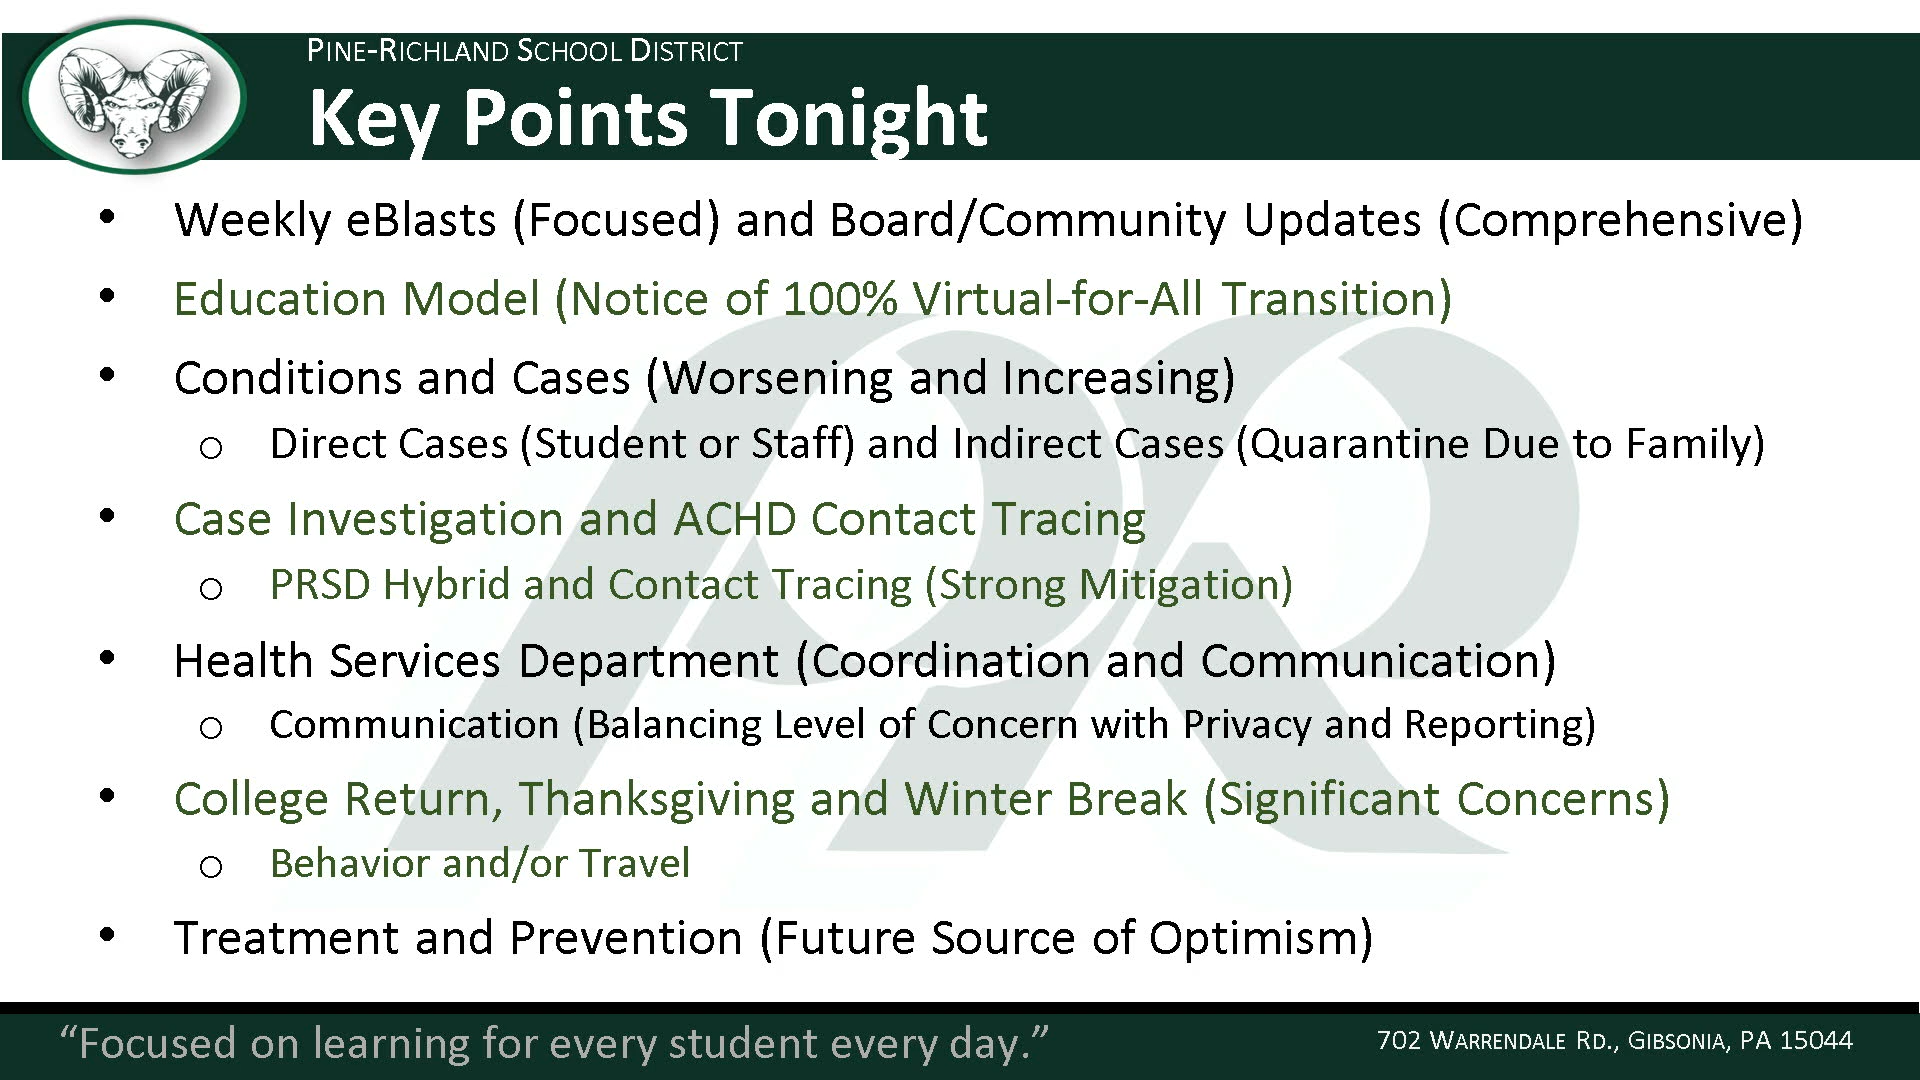 PINE-RICHLAND SCHOOL DISTRICT
Key Points Tonight
• Weekly eBlasts (Focused) and Board/Community Updates (Comprehensive)
• Education Model (Notice of 100% Virtual-for-All Transition)
• Conditions and Cases (Worsening and Increasing)
o Direct Cases (Student or Staff) and Indirect Cases (Quarantine Due to Family)
• Case Investigation and ACHD Contact Tracing
o PRSD Hybrid and Contact Tracing (Strong Mitigation)
• Health Services Department (Coordination and Communication)
o Communication (Balancing Level of Concern with Privacy and Reporting)
• College Return, Thanksgiving and Winter Break (Significant Concerns)
o Behavior and/or Travel
• Treatment and Prevention (Future Source of Optimism)
“Focused on learning for every student every day.”
702 WARRENDALE RD., GIBSONIA, PA 15044
PR